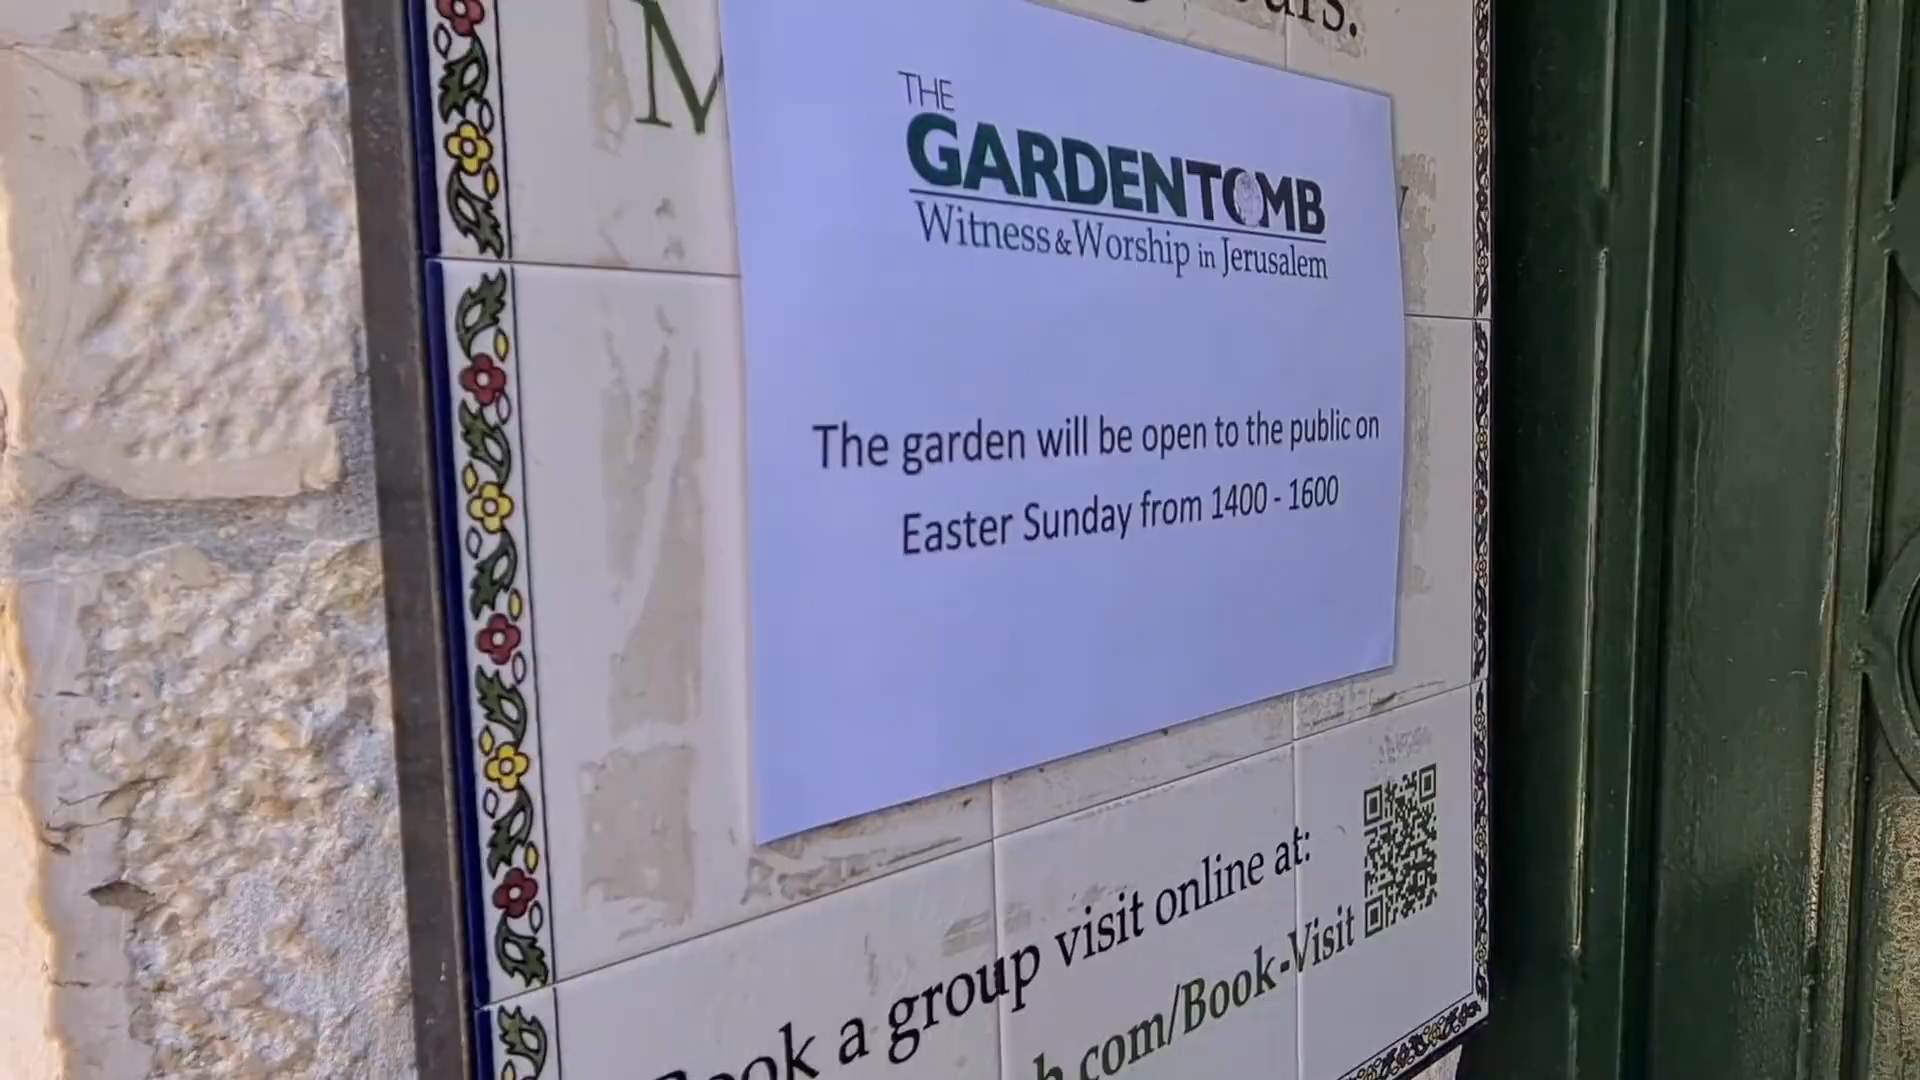 THE
GARDENTOMB
Witness & Worship in Jerusalem
The garden will be open to the public on
Easter Sunday from 1400 - 1600
a group visit online at:
.com/Book-Visit